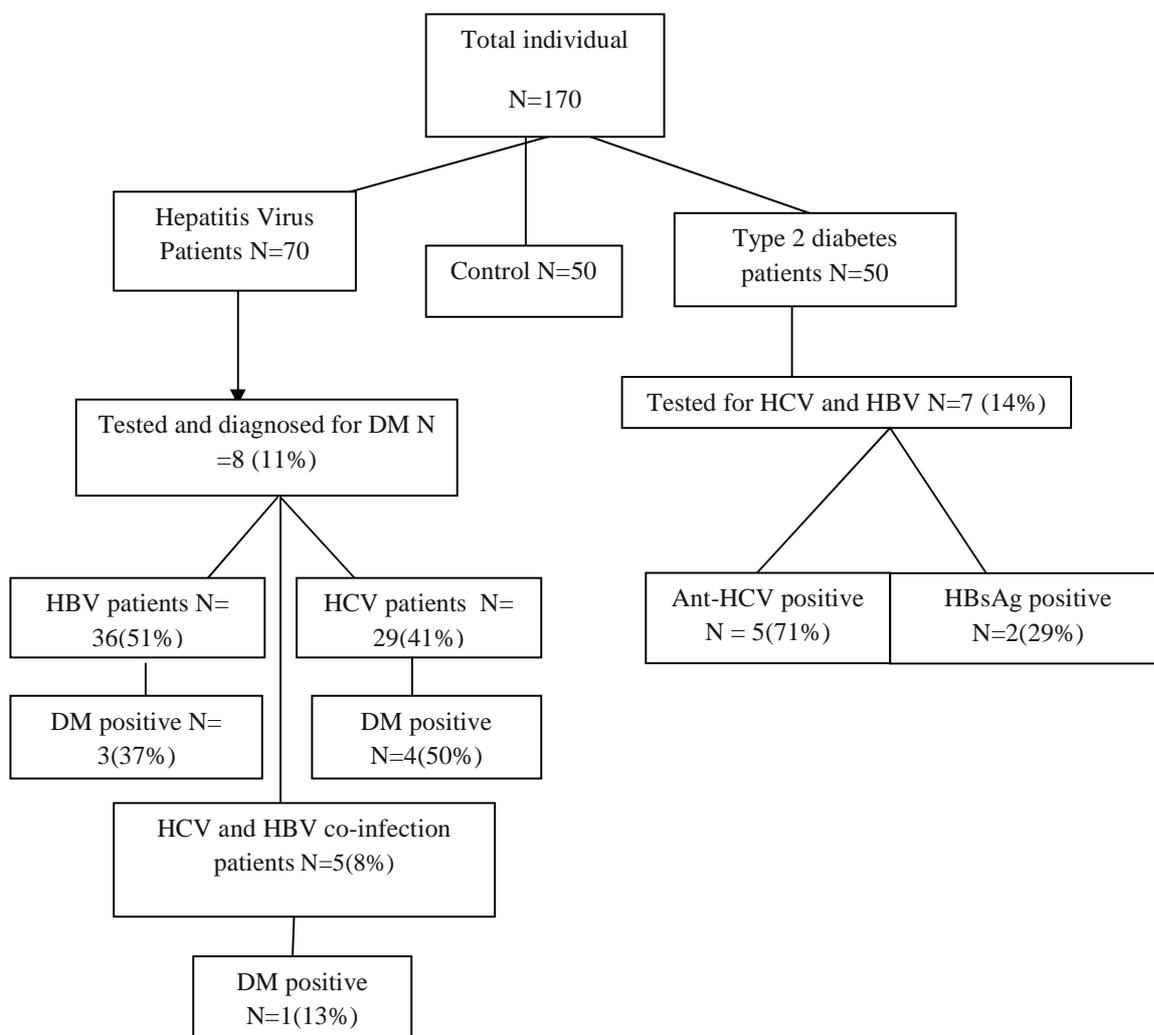 Total individual
N=170
Hepatitis Virus
Patients N=70
Control N=50
Type 2 diabetes
patients N=50
Tested and diagnosed for DM N
=8 (11%)
Tested for HCV and HBV N=7 (14%)
HBV patients N=
36(51%)
HCV patients N=
29(41%)
Ant-HCV positive
N = 5(71%)
HBsAg positive
N=2(29%)
DM positive N=
3(37%)
DM positive
N=4(50%)
HCV and HBV co-infection
patients N=5(8%)
DM positive
N=1(13%)